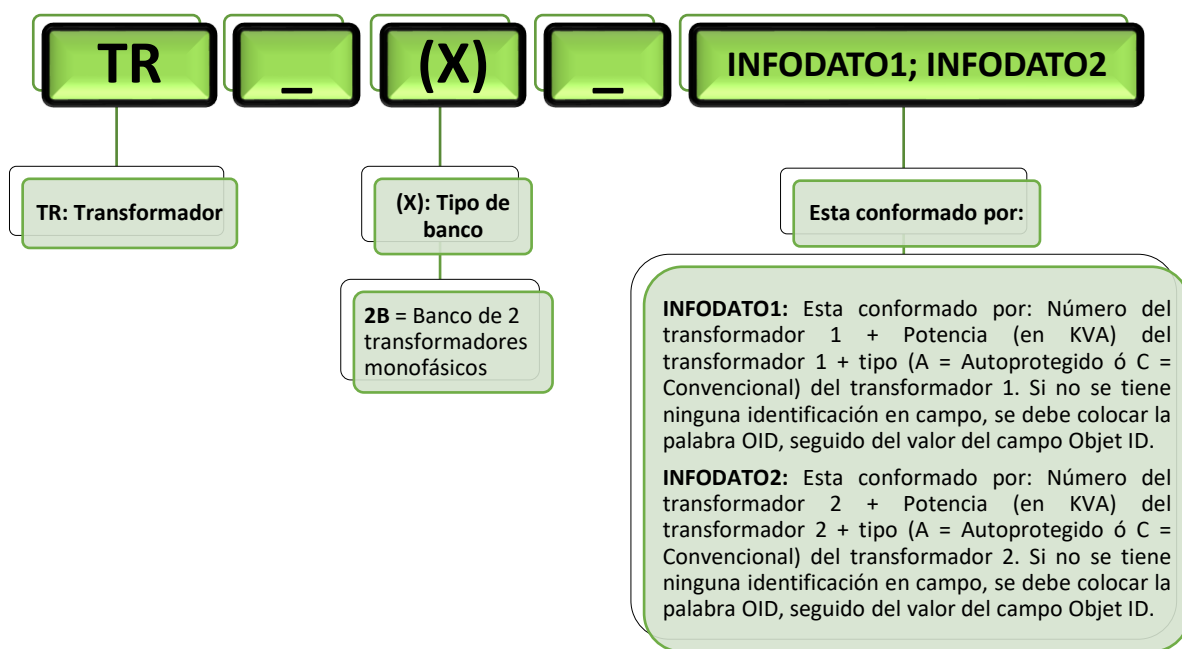 TR _ (X) _ INFODATO1; INFODATO2
TR: Transformador
(X): Tipo de
banco
Esta conformado por:
2B = Banco de 2
transformadores
monofásicos
INFODATO1: Esta conformado por: Número del
transformador 1 + Potencia (en KVA) del
transformador 1 + tipo (A = Autoprotegido ó C =
Convencional) del transformador 1. Si no se tiene
ninguna identificación en campo, se debe colocar la
palabra OID, seguido del valor del campo Objet ID.
INFODATO2: Esta conformado por: Número del
transformador 2 + Potencia (en KVA) del
transformador 2 + tipo (A = Autoprotegido ó C =
Convencional) del transformador 2. Si no se tiene
ninguna identificación en campo, se debe colocar la
palabra OID, seguido del valor del campo Objet ID.